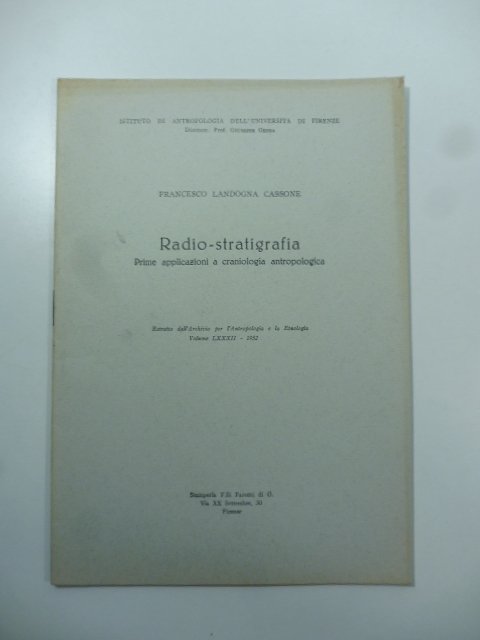 ISTITUTO DI ANTROPOLOGIA DELL'UNIVERSITÀ DI FIRENZE
Direttore: Prof. Giuseppe Genna
FRANCESCO LANDOGNA CASSONE
Radio-stratigrafia
Prime applicazioni a craniologia antropologica
Estratto dall'Archivio per l'Antropologia e la Etnologia
Volume LXXXII - 1952
Stamperia F.lli Parenti di G.
Via XX Settembre, 30
Firenze